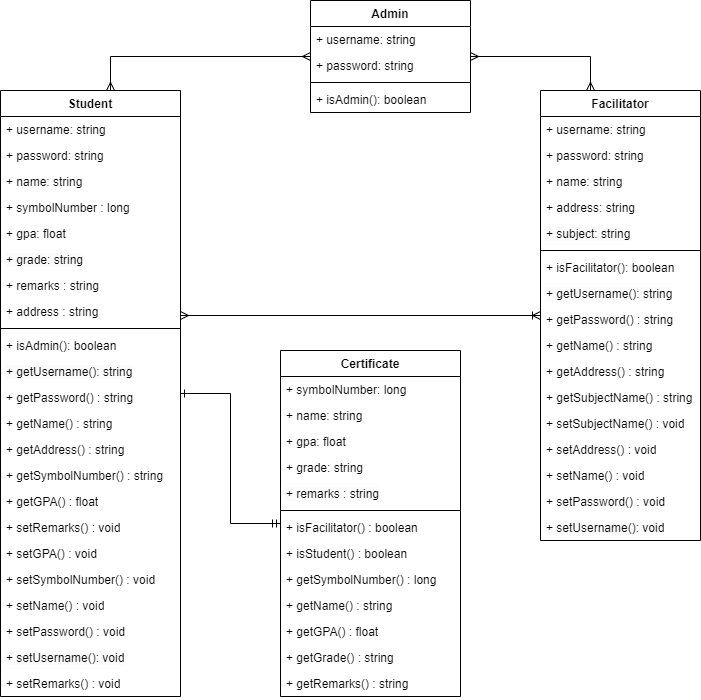 Admin
+ username: string
+ password: string
+ isAdmin(): boolean
Student
+ username: string
+ password: string
+ name: string
+ symbolNumber : long
+ gpa: float
+ grade: string
+ remarks : string
+ address : string
+ isAdmin(): boolean
+ getUsername(): string
+ getPassword() : string
+ getName() : string
+ getAddress() : string
+ getSymbolNumber() : string
+ getGPA() : float
+ setRemarks() : void
+ setGPA() : void
+ setSymbolNumber() : void
+ setName() : void
+ setPassword() : void
+ setUsername() : void
+ setRemarks() : void
Certificate
+ symbolNumber: long
+ name: string
+ gpa: float
+ grade: string
+ remarks : string
+ isFacilitator() : boolean
+ isStudent() : boolean
+ getSymbolNumber() : long
+ getName() : string
+ getGPA() : float
+ getGrade() : string
+ getRemarks() : string
Facilitator
+ username: string
+ password: string
+ name: string
+ address: string
+ subject: string
+ isFacilitator(): boolean
+ getUsername(): string
+ getPassword() : string
+ getName() : string
+ getAddress() : string
+ getSubjectName() : string
+ setSubjectName() : void
+ setAddress() : void
+ setName() : void
+ setPassword() : void
+ setUsername(): void